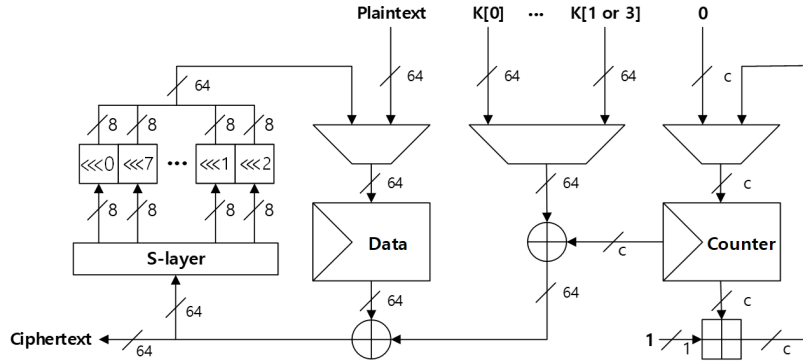 Plaintext K[0] ... K[1 or 3] 0
64 64 64 c
64
8 8 8 8
<<<0 <<<7 ... <<<1 <<<2
64 64 c
8 8 8 8
Data Counter
S-layer
c
64 64 64 c
Ciphertext 64 1 1 c